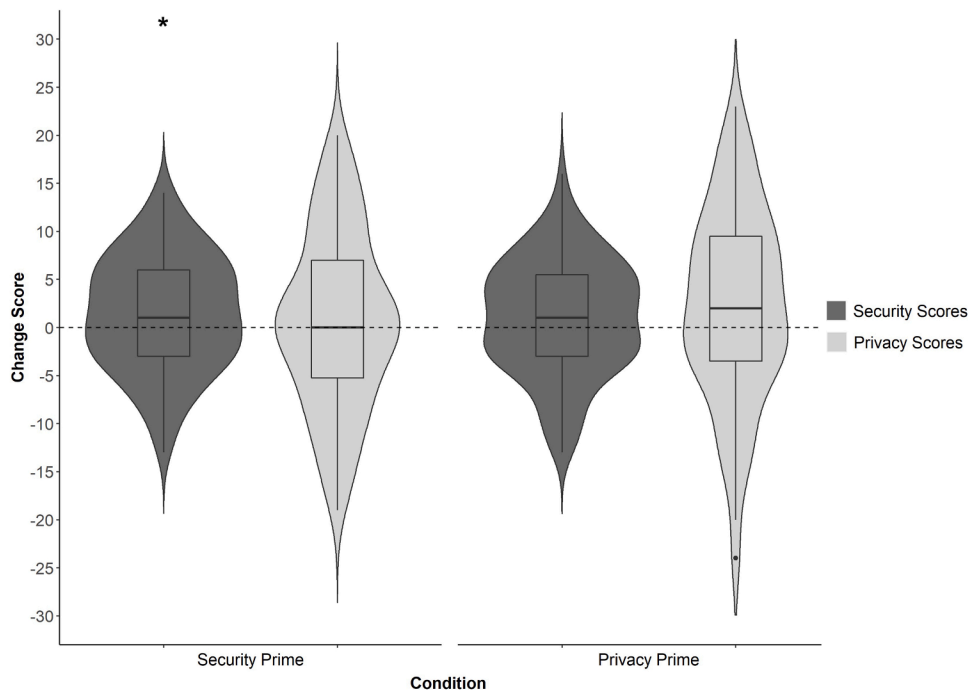 *
30
25
20
15
10
5
0
-5
-10
-15
-20
-25
-30
Change Score
Security Scores
Privacy Scores
Security Prime
Privacy Prime
Condition